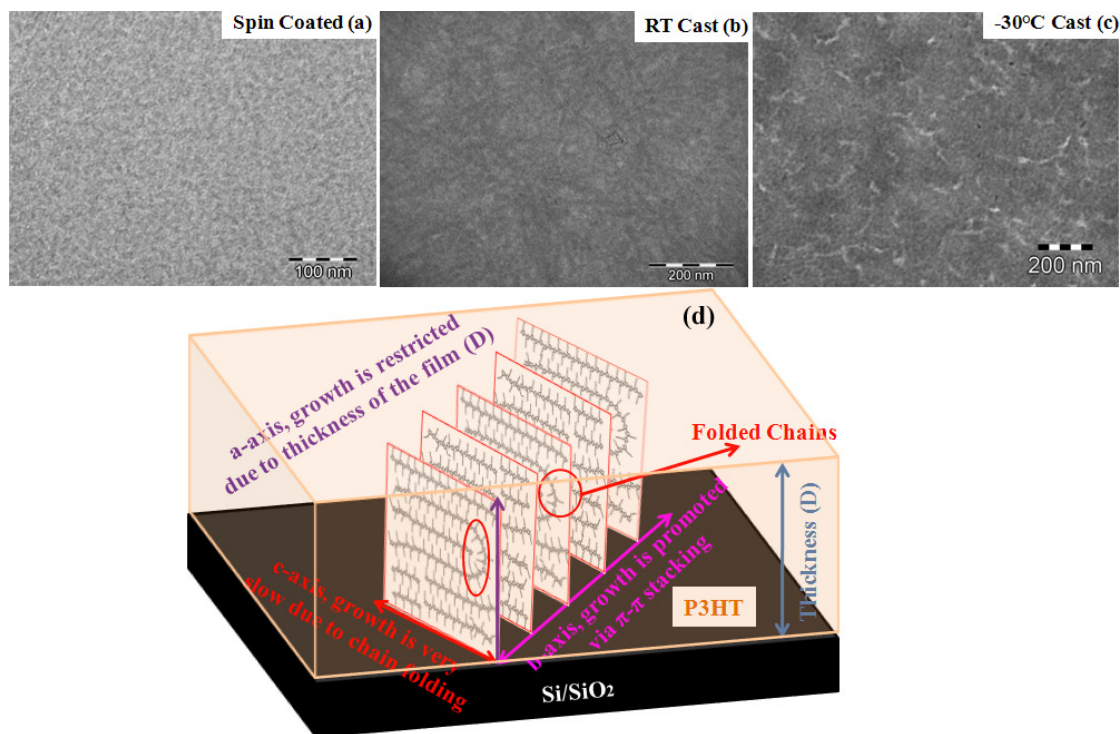 Spin Coated (a)
RT Cast (b)
-30°C Cast (c)
100 nm
200 nm
200 nm
(d)
a-axis, growth is restricted
due to thickness of the film (D)
Folded Chains
Thickness (D)
b-axis, growth is promoted
via π-π stacking
c-axis, growth is very
slow due to chain folding
P3HT
Si/SiO₂